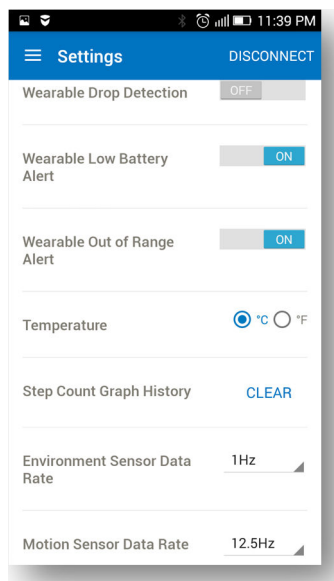 11:39 PM
Settings
DISCONNECT
Wearable Drop Detection
OFF
Wearable Low Battery
Alert
ON
Wearable Out of Range
Alert
ON
Temperature
°C
°F
Step Count Graph History
CLEAR
Environment Sensor Data
Rate
1Hz
Motion Sensor Data Rate
12.5Hz